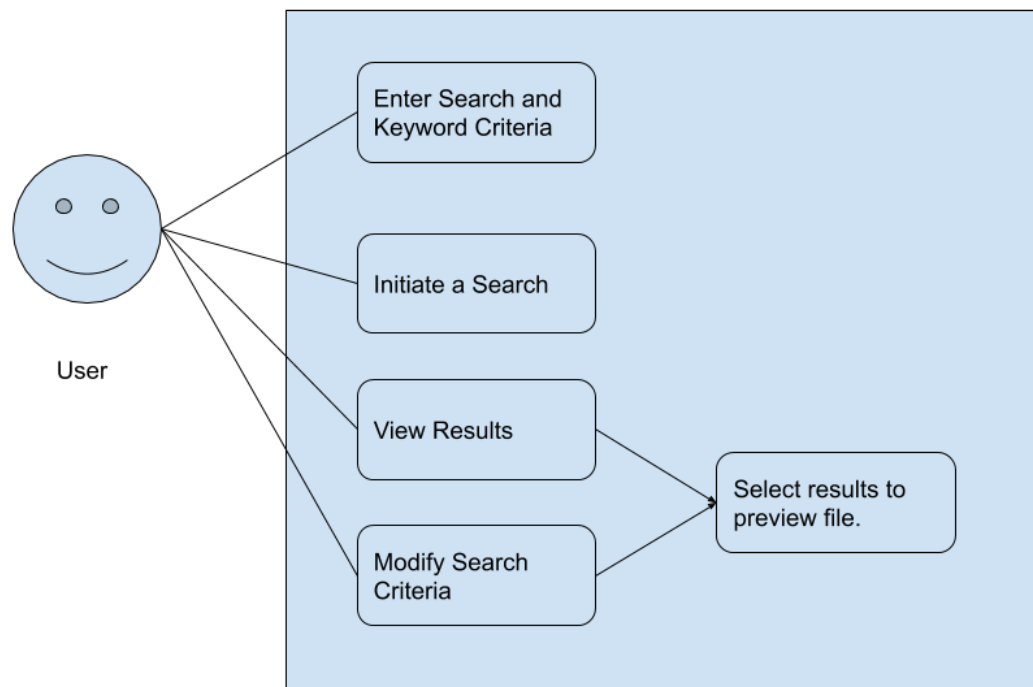 Enter Search and
Keyword Criteria
Initiate a Search
User
View Results
Select results to
preview file.
Modify Search
Criteria